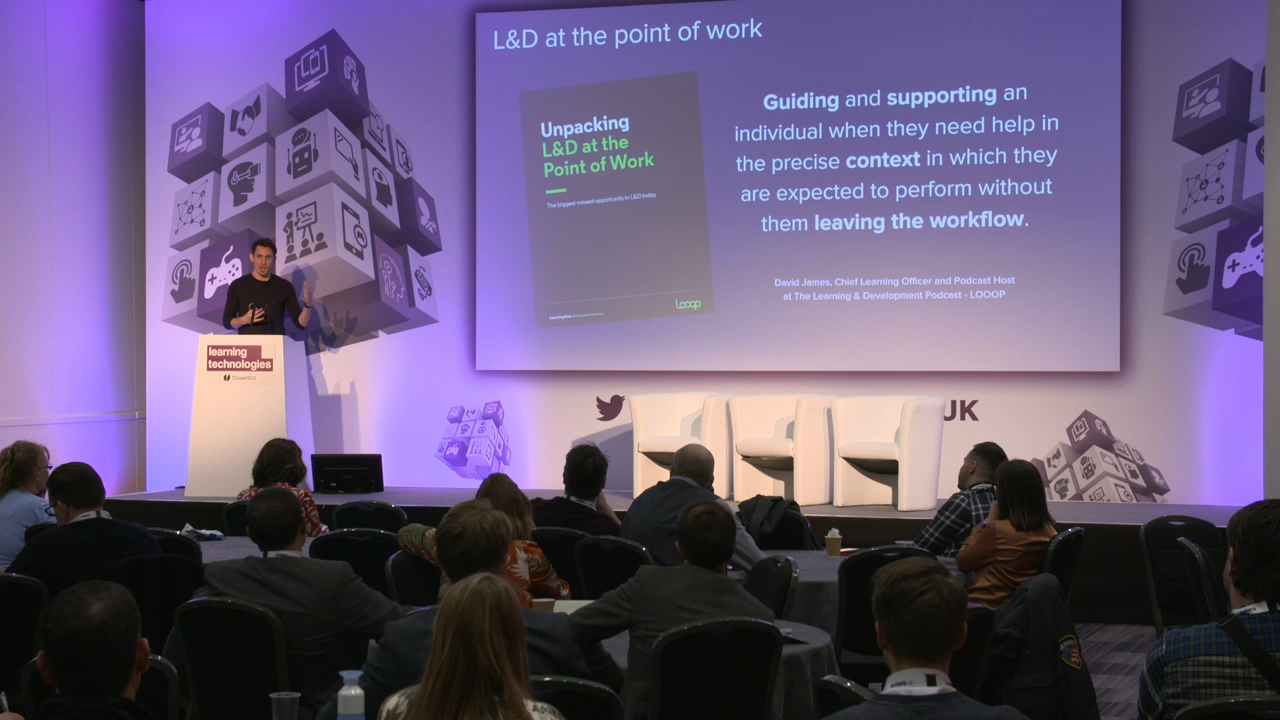 L&D at the point of work
Unpacking
L&D at the
Point of Work
The biggest missed opportunity in L&D today
Looop
Guiding and supporting an
individual when they need help in
the precise context in which they
are expected to perform without
them leaving the workflow.
David James, Chief Learning Officer and Podcast Host
at The Learning & Development Podcast - LOOOP
learning
technologies
UK